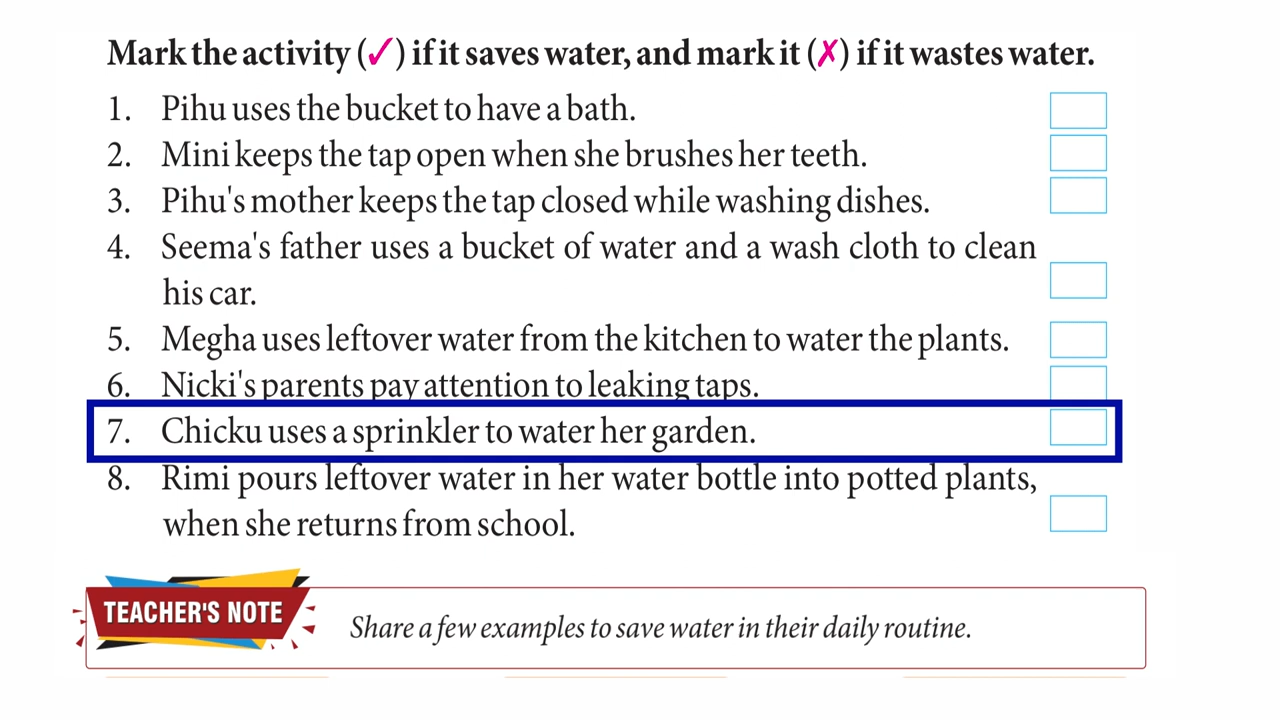 Mark the activity (✓) if it saves water, and mark it (✗) if it wastes water.
1. Pihu uses the bucket to have a bath.
2. Mini keeps the tap open when she brushes her teeth.
3. Pihu's mother keeps the tap closed while washing dishes.
4. Seema's father uses a bucket of water and a wash cloth to clean
his car.
5. Megha uses leftover water from the kitchen to water the plants.
6. Nicki's parents pay attention to leaking taps.
7. Chicku uses a sprinkler to water her garden.
8. Rimi pours leftover water in her water bottle into potted plants,
when she returns from school.
TEACHER'S NOTE
Share a few examples to save water in their daily routine.